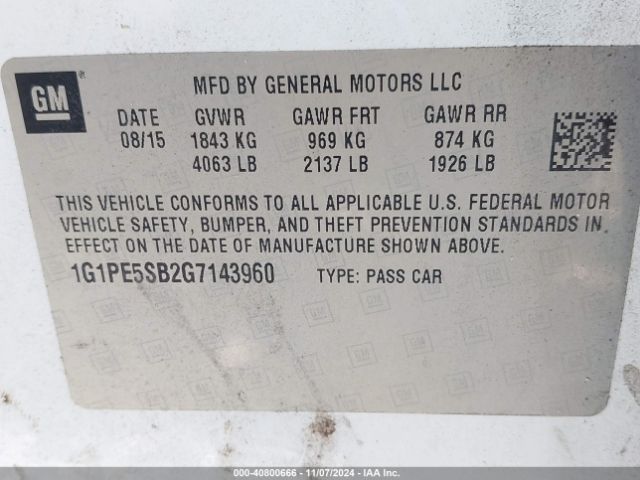 GM
MFD BY GENERAL MOTORS LLC
DATE GVWR GAWR FRT GAWR RR
08/15 1843 KG 969 KG 874 KG
4063 LB 2137 LB 1926 LB
THIS VEHICLE CONFORMS TO ALL APPLICABLE U.S. FEDERAL MOTOR
VEHICLE SAFETY, BUMPER, AND THEFT PREVENTION STANDARDS IN
EFFECT ON THE DATE OF MANUFACTURE SHOWN ABOVE.
1G1PE5SB2G7143960 TYPE: PASS CAR
000-40800666 - 11/07/2024 - IAA Inc.